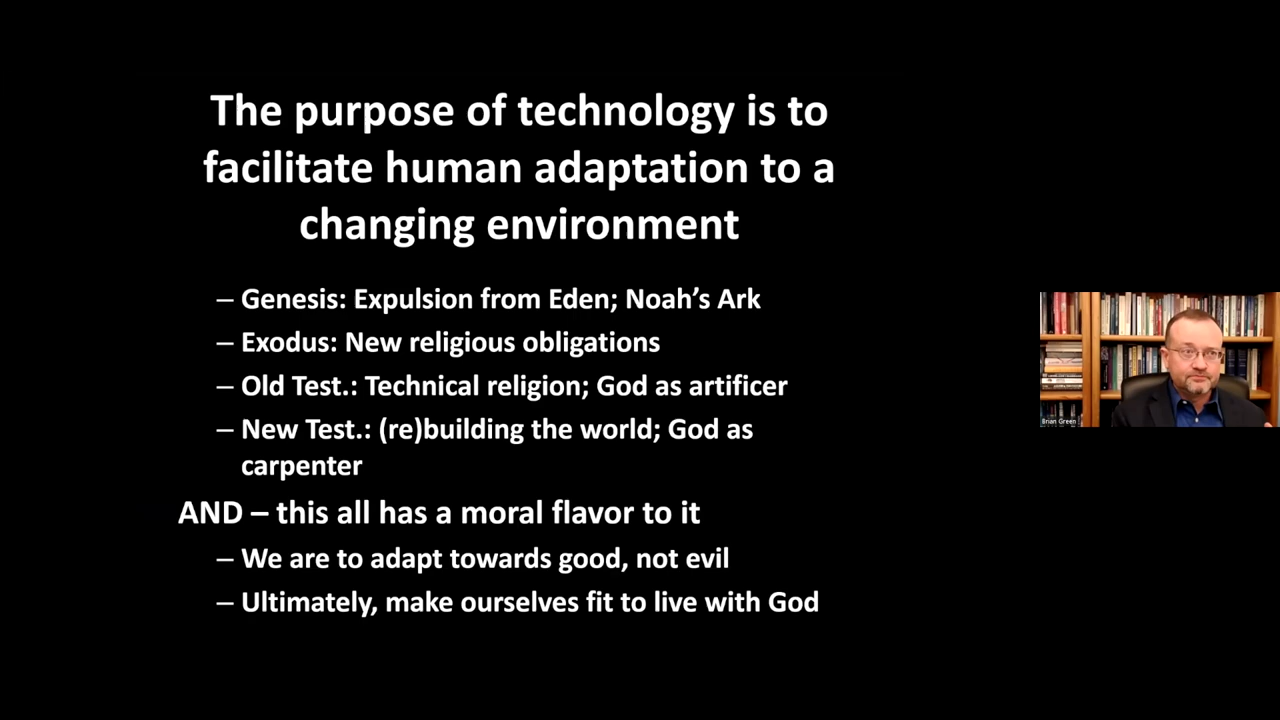 The purpose of technology is to
facilitate human adaptation to a
changing environment
– Genesis: Expulsion from Eden; Noah’s Ark
– Exodus: New religious obligations
– Old Test.: Technical religion; God as artificer
– New Test.: (re)building the world; God as
carpenter
AND – this all has a moral flavor to it
– We are to adapt towards good, not evil
– Ultimately, make ourselves fit to live with God
Brian Green